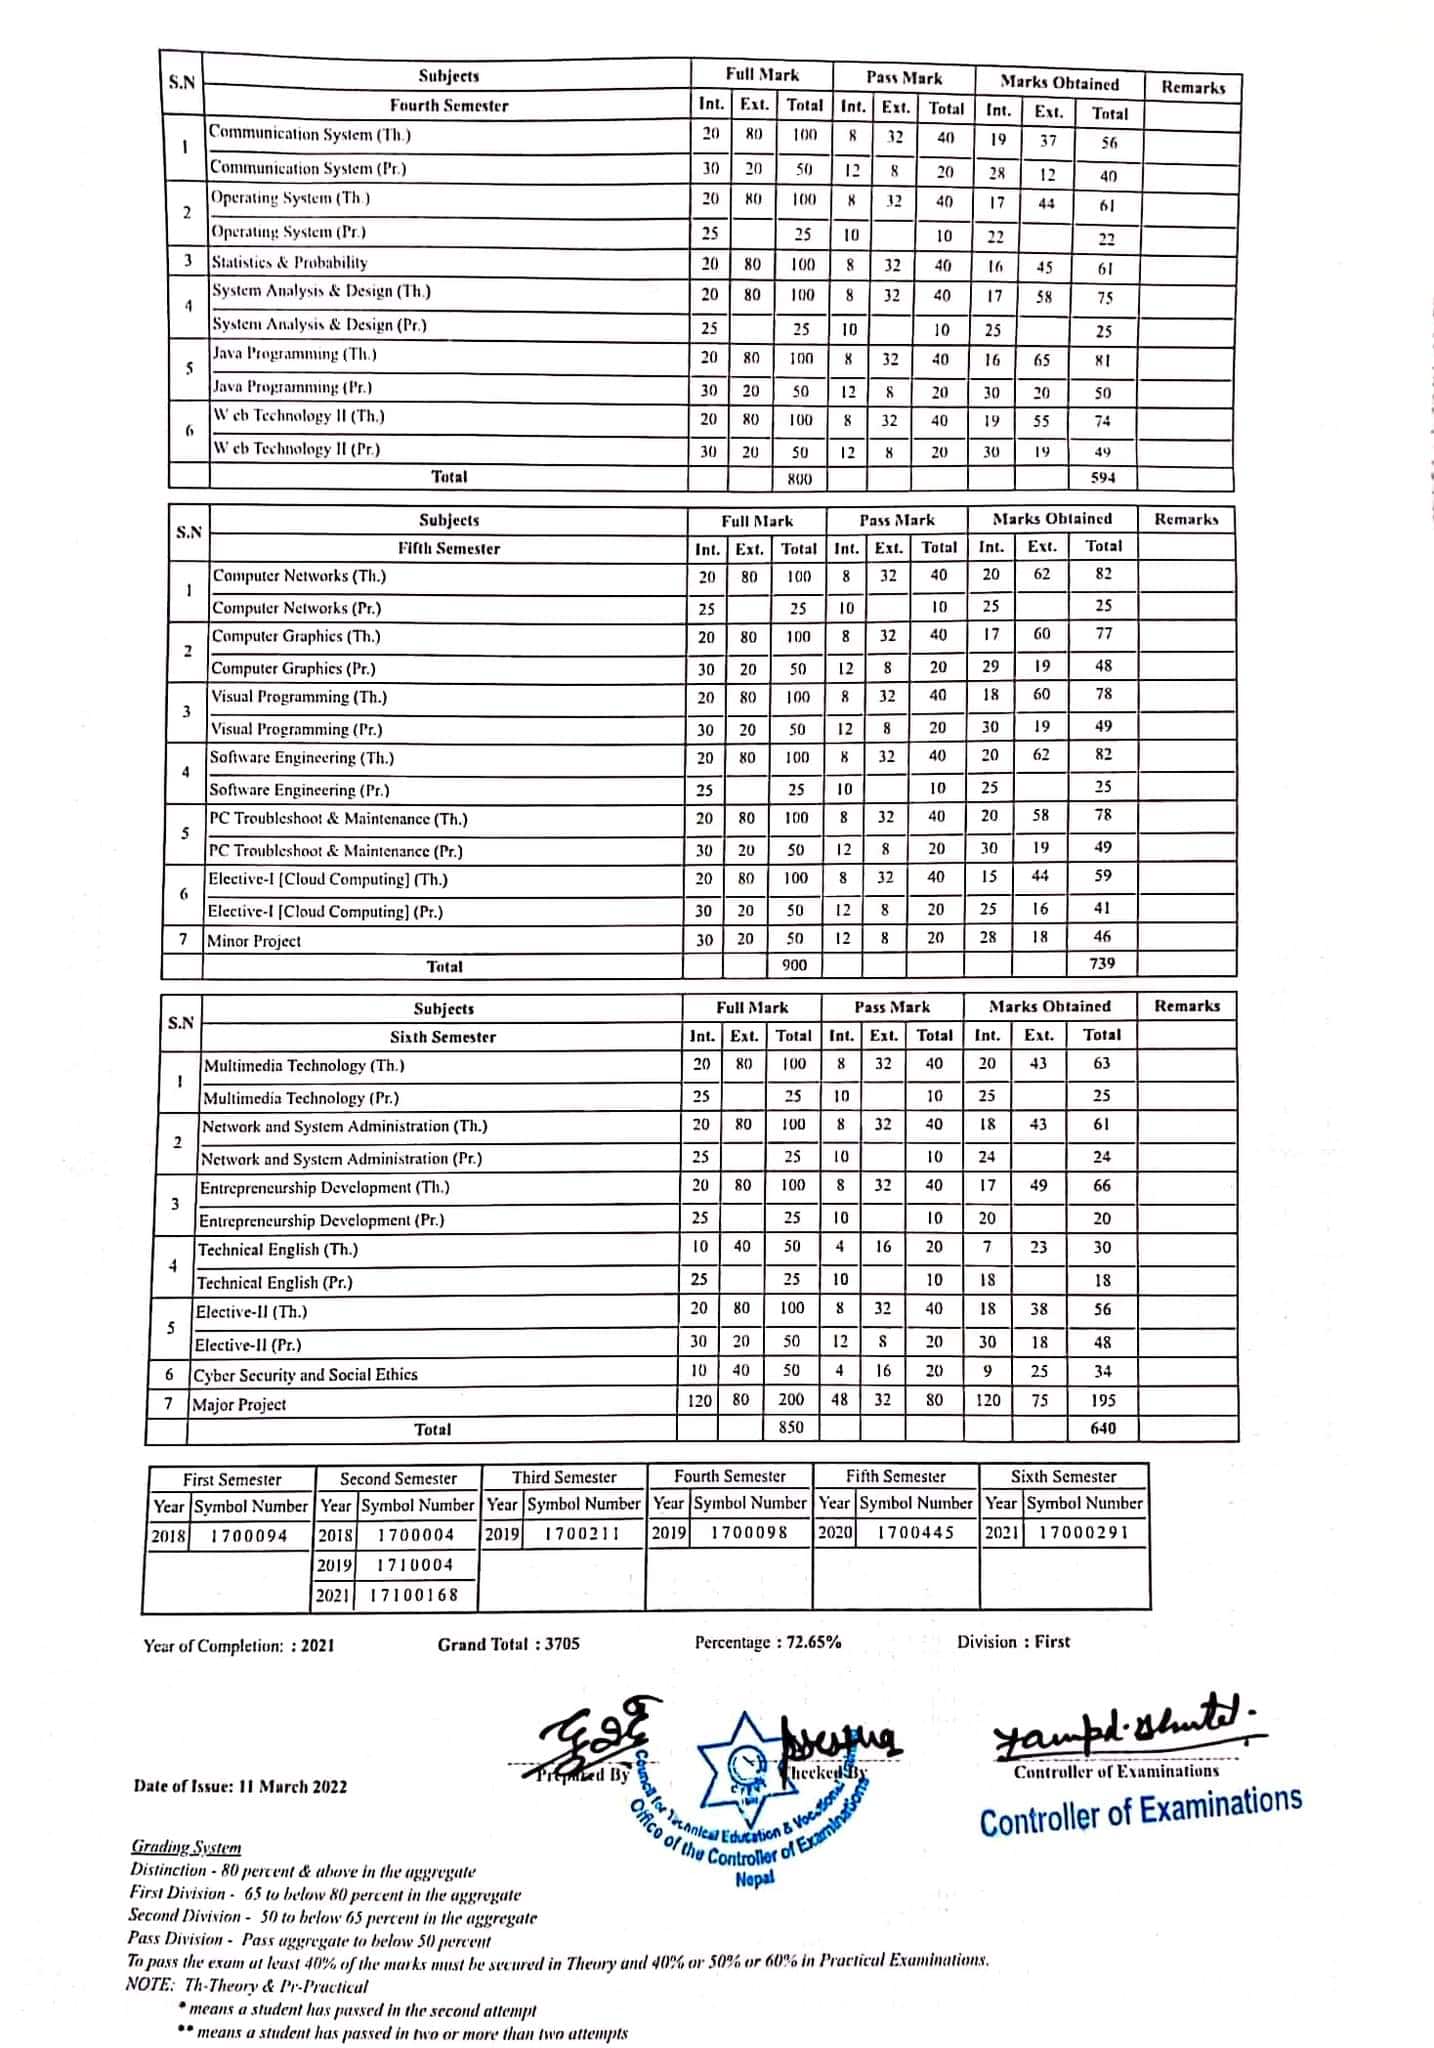 S.N Subjects Full Mark Pass Mark Marks Obtained Remarks
Fourth Semester Int. Ext. Total Int. Ext. Total Int. Ext. Total
1 Communication System (Th.) 20 80 100 8 32 40 19 37 56
Communication System (Pr.) 30 20 50 12 8 20 28 12 40
2 Operating System (Th.) 20 80 100 8 32 40 17 44 61
Operating System (Pr.) 25 25 10 10 22 22
3 Statistics & Probability 20 80 100 8 32 40 16 45 61
4 System Analysis & Design (Th.) 20 80 100 8 32 40 17 58 75
System Analysis & Design (Pr.) 25 25 10 10 25 25
5 Java Programming (Th.) 20 80 100 8 32 40 16 65 81
Java Programming (Pr.) 30 20 50 12 8 20 30 20 50
6 Web Technology II (Th.) 20 80 100 8 32 40 19 55 74
Web Technology II (Pr.) 30 20 50 12 8 20 30 19 49
Total 800 594
S.N Subjects Full Mark Pass Mark Marks Obtained Remarks
Fifth Semester Int. Ext. Total Int. Ext. Total Int. Ext. Total
1 Computer Networks (Th.) 20 80 100 8 32 40 20 62 82
Computer Networks (Pr.) 25 25 10 10 25 25
2 Computer Graphics (Th.) 20 80 100 8 32 40 17 60 77
Computer Graphics (Pr.) 30 20 50 12 8 20 29 19 48
3 Visual Programming (Th.) 20 80 100 8 32 40 18 60 78
Visual Programming (Pr.) 30 20 50 12 8 20 30 19 49
4 Software Engineering (Th.) 20 80 100 8 32 40 20 62 82
Software Engineering (Pr.) 25 25 10 10 25 25
5 PC Troubleshoot & Maintenance (Th.) 20 80 100 8 32 40 20 58 78
PC Troubleshoot & Maintenance (Pr.) 30 20 50 12 8 20 30 19 49
6 Elective-I [Cloud Computing] (Th.) 20 80 100 8 32 40 15 44 59
Elective-I [Cloud Computing] (Pr.) 30 20 50 12 8 20 25 16 41
7 Minor Project 30 20 50 12 8 20 28 18 46
Total 900 739
S.N Subjects Full Mark Pass Mark Marks Obtained Remarks
Sixth Semester Int. Ext. Total Int. Ext. Total Int. Ext. Total
1 Multimedia Technology (Th.) 20 80 100 8 32 40 20 43 63
Multimedia Technology (Pr.) 25 25 10 10 25 25
2 Network and System Administration (Th.) 20 80 100 8 32 40 18 43 61
Network and System Administration (Pr.) 25 25 10 10 24 24
3 Entrepreneurship Development (Th.) 20 80 100 8 32 40 17 49 66
Entrepreneurship Development (Pr.) 25 25 10 10 20 20
4 Technical English (Th.) 10 40 50 4 16 20 7 23 30
Technical English (Pr.) 25 25 10 10 18 18
5 Elective-II (Th.) 20 80 100 8 32 40 18 38 56
Elective-II (Pr.) 30 20 50 12 8 20 30 18 48
6 Cyber Security and Social Ethics 10 40 50 4 16 20 9 25 34
7 Major Project 120 80 200 48 32 80 120 75 195
Total 850 640
First Semester Second Semester Third Semester Fourth Semester Fifth Semester Sixth Semester
Year Symbol Number Year Symbol Number Year Symbol Number Year Symbol Number Year Symbol Number Year Symbol Number
2018 1700094 2018 1700004 2019 1700211 2019 1700098 2020 1700445 2021 17000291
2019 1710004
2021 17100168
Year of Completion: : 2021 Grand Total : 3705 Percentage : 72.65% Division : First
Prepared By Checked By Controller of Examinations
Date of Issue: 11 March 2022
Controller of Examinations
Council for Technical Education & Vocational
Office of the Controller of Examinations
Nepal
Grading System
Distinction - 80 percent & above in the aggregate
First Division - 65 to below 80 percent in the aggregate
Second Division - 50 to below 65 percent in the aggregate
Pass Division - Pass aggregate to below 50 percent
To pass the exam at least 40% of the marks must be secured in Theory and 40% or 50% or 60% in Practical Examinations.
NOTE: Th-Theory & Pr-Practical
* means a student has passed in the second attempt
** means a student has passed in two or more than two attempts